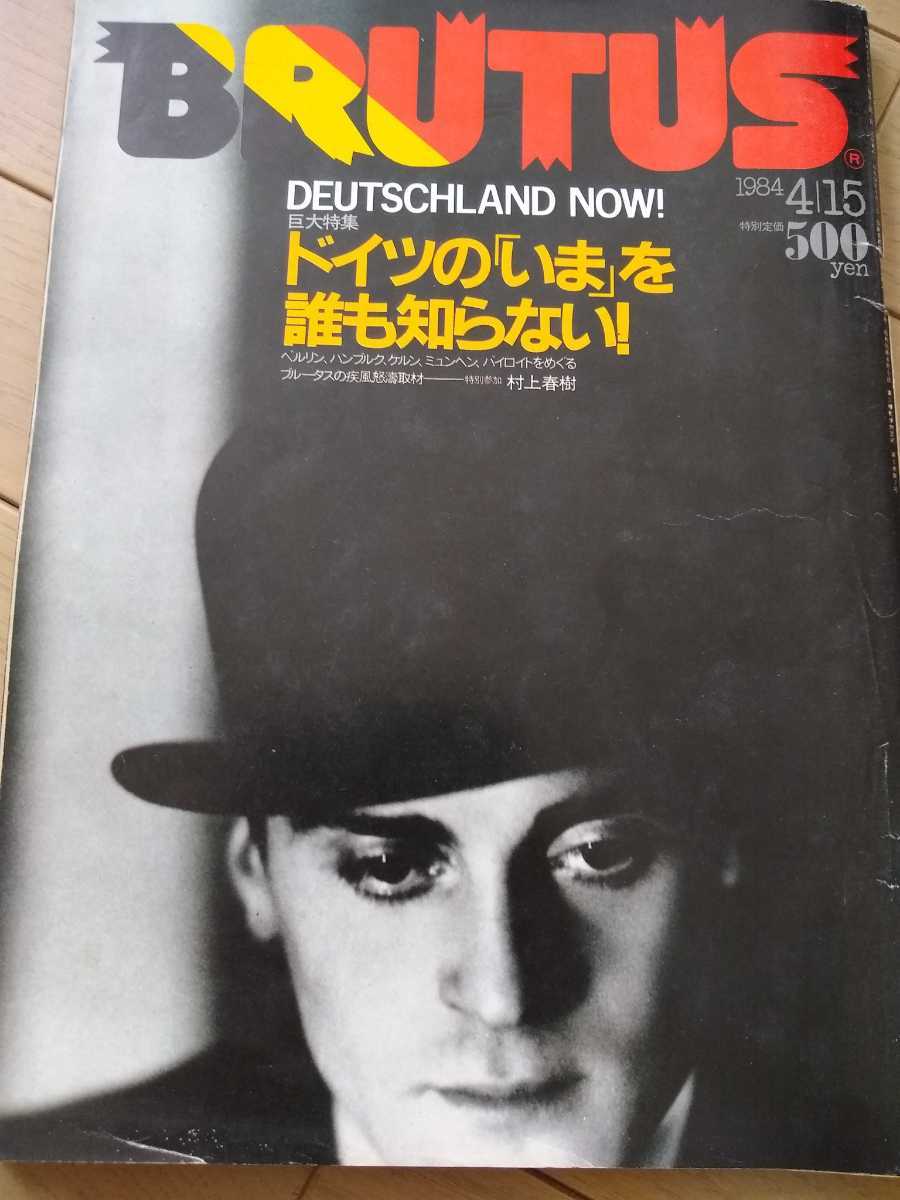 BRUTUS
®
DEUTSCHLAND NOW!
1984 4|15
特別定価 500 yen
巨大特集
ドイツの「いま」を
誰も知らない!
ベルリン、ハンブルク、ケルン、ミュンヘン、バイロイトをめぐる
ブルータスの疾風怒濤取材———特別参加 村上春樹